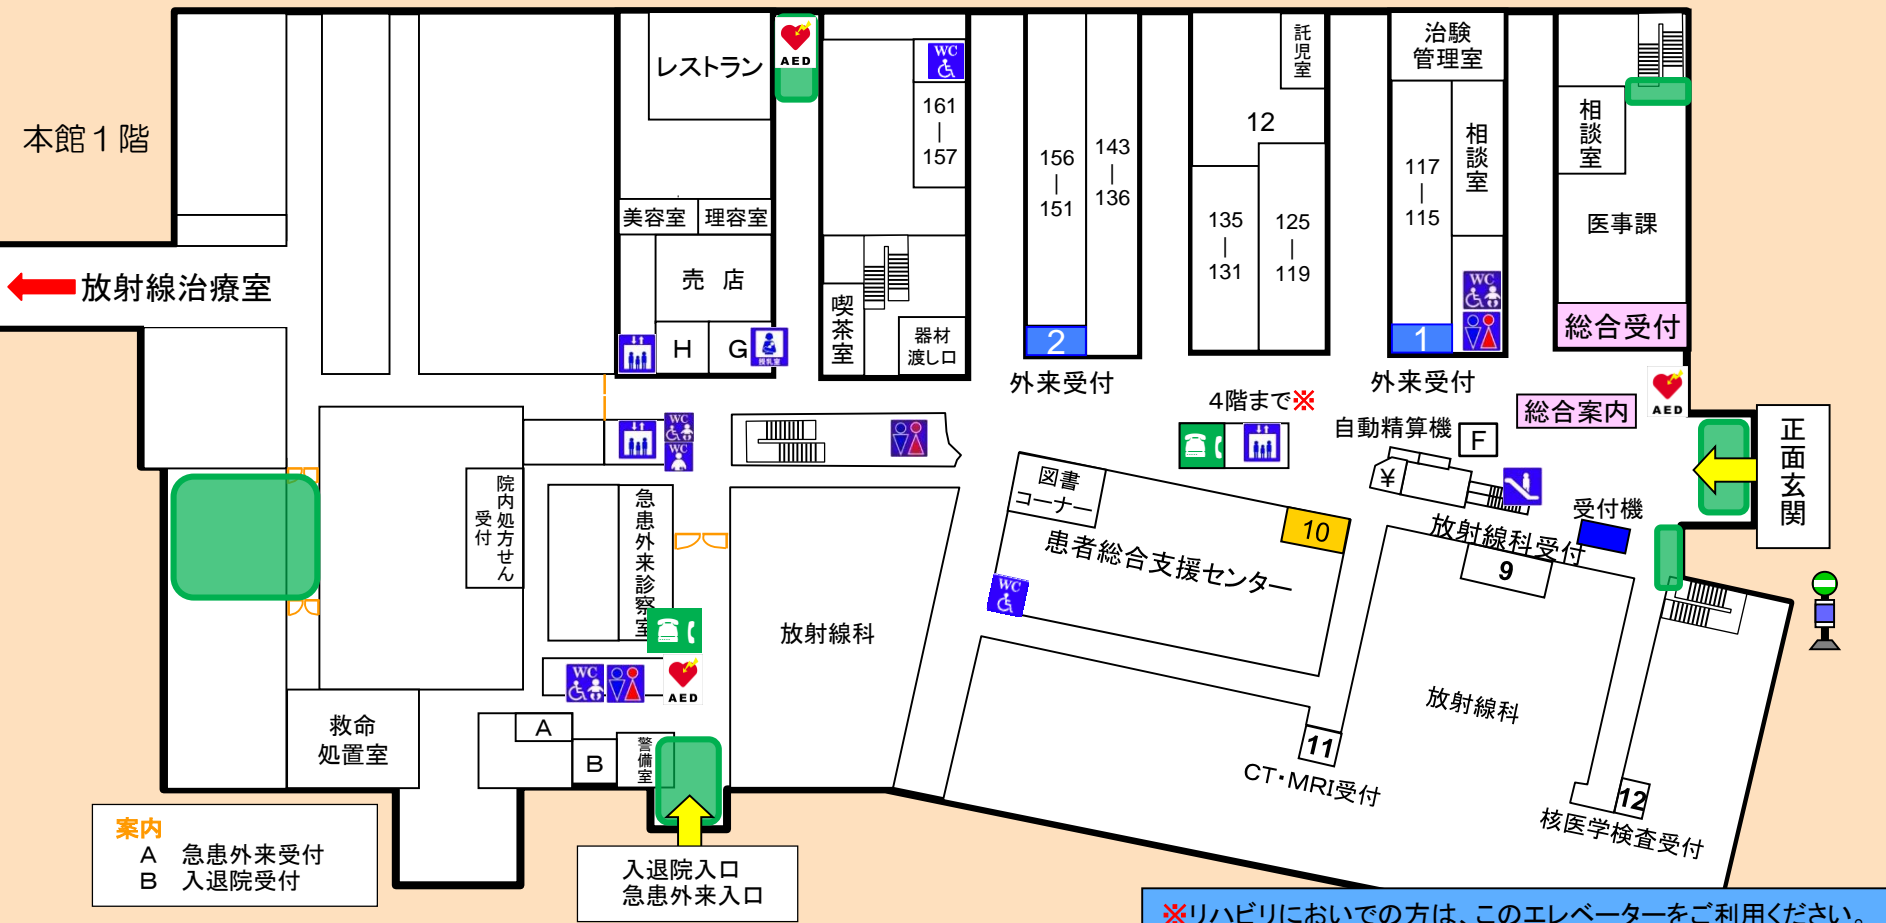 本館１階
レストラン
AED
WC
161
|
157
156
|
151
143
|
136
託児室
12
135
|
131
125
|
119
治験
管理室
117
|
115
相談室
相談室
医事課
総合受付
美容室
理容室
売 店
H
G
授乳室
喫茶室
器材
渡し口
2
外来受付
1
外来受付
WC
放射線治療室
4階まで※
総合案内
AED
正面玄関
自動精算機
F
¥
受付機
WC
WC
院内処方せん
受付
急患外来診察室
図書
コーナー
10
患者総合支援センター
WC
放射線科受付
9
放射線科
放射線科
WC
AED
救命
処置室
A
B
警備室
11
CT・MRI受付
12
核医学検査受付
案内
A 急患外来受付
B 入退院受付
入退院入口
急患外来入口
※リハビリにおいでの方は、このエレベーターをご利用ください。